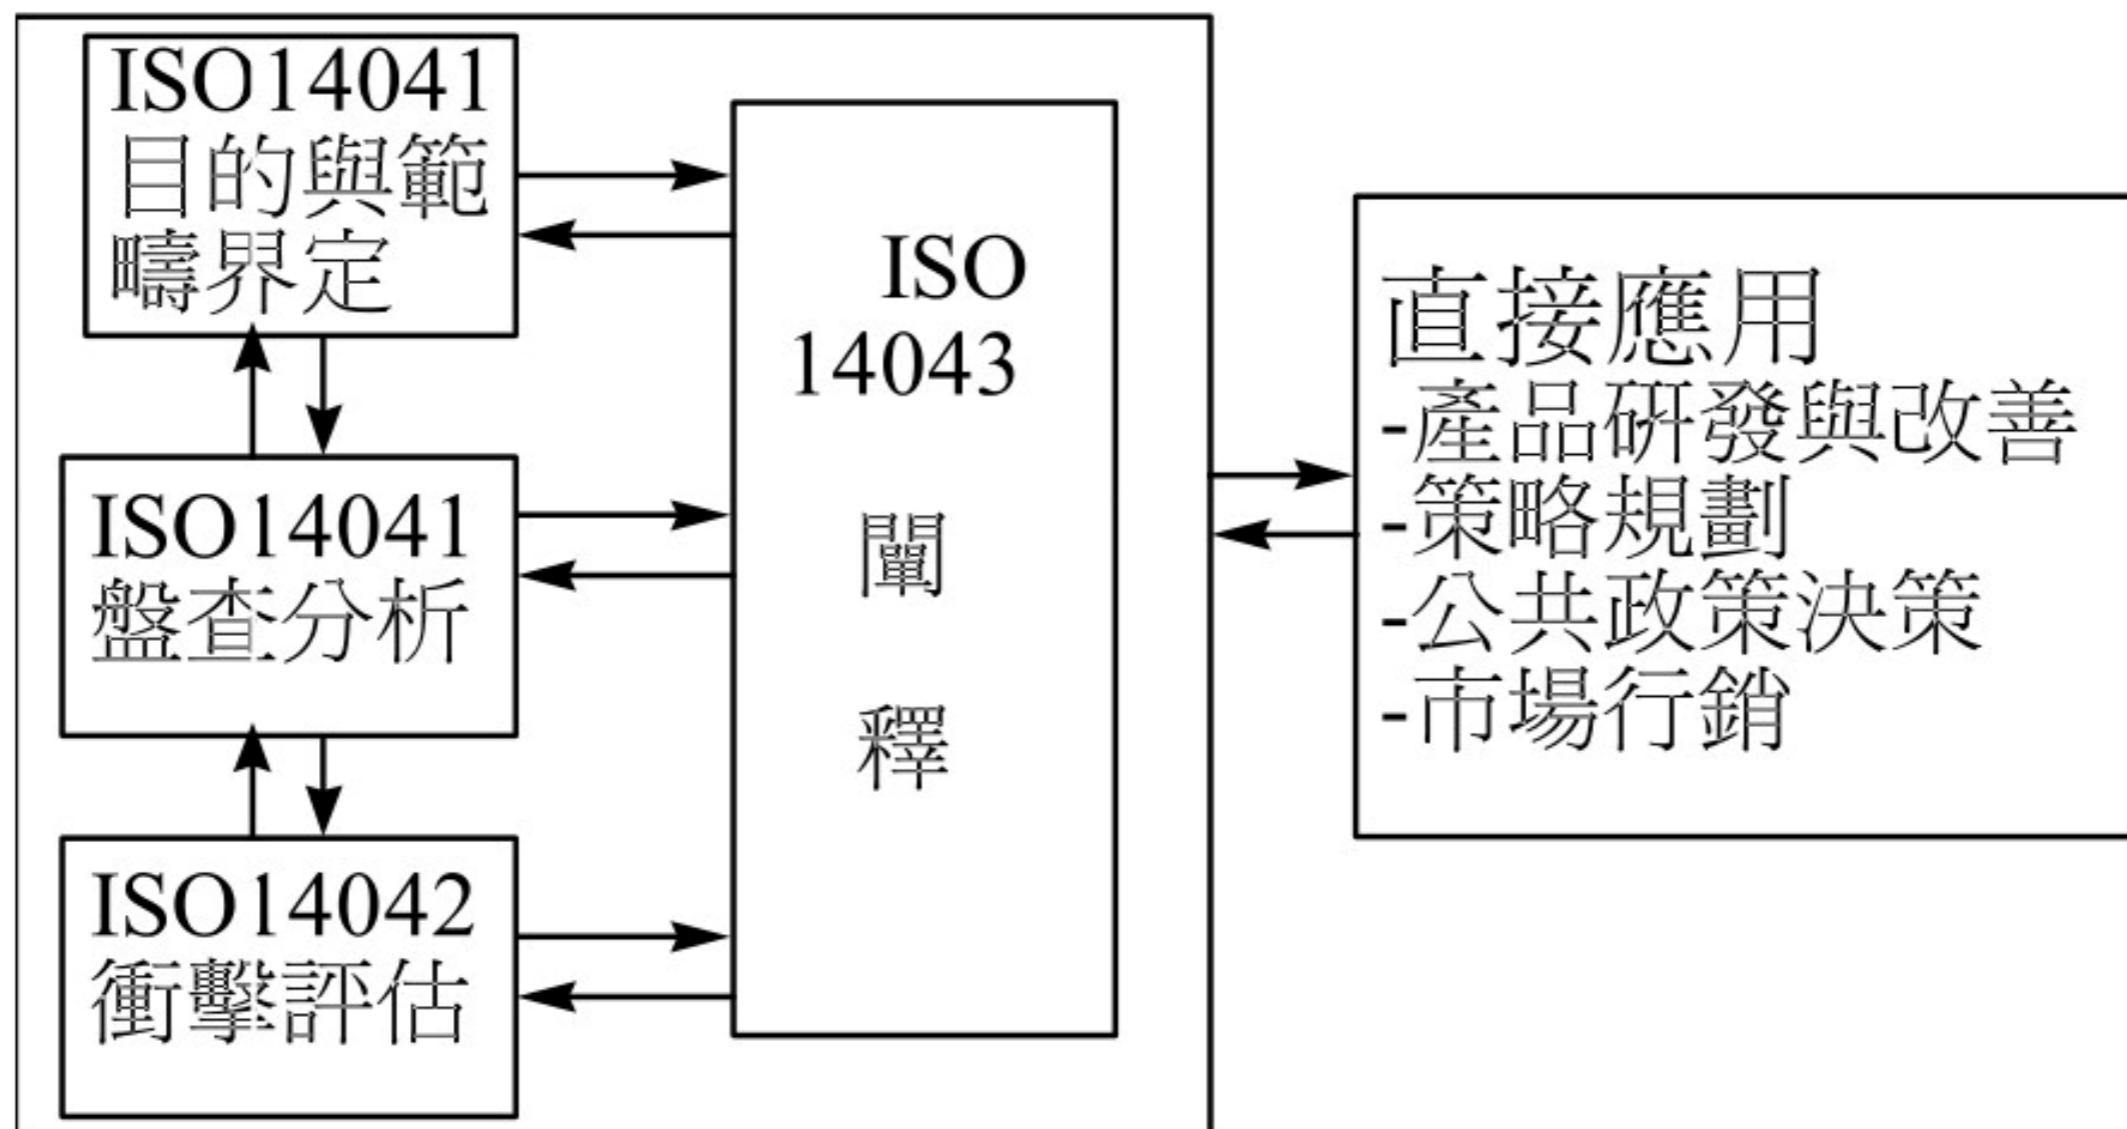 ISO14041
目的與範
疇界定
ISO14041
盤查分析
ISO14042
衝擊評估
ISO
14043
闡
釋
直接應用
-產品研發與改善
-策略規劃
-公共政策決策
-市場行銷